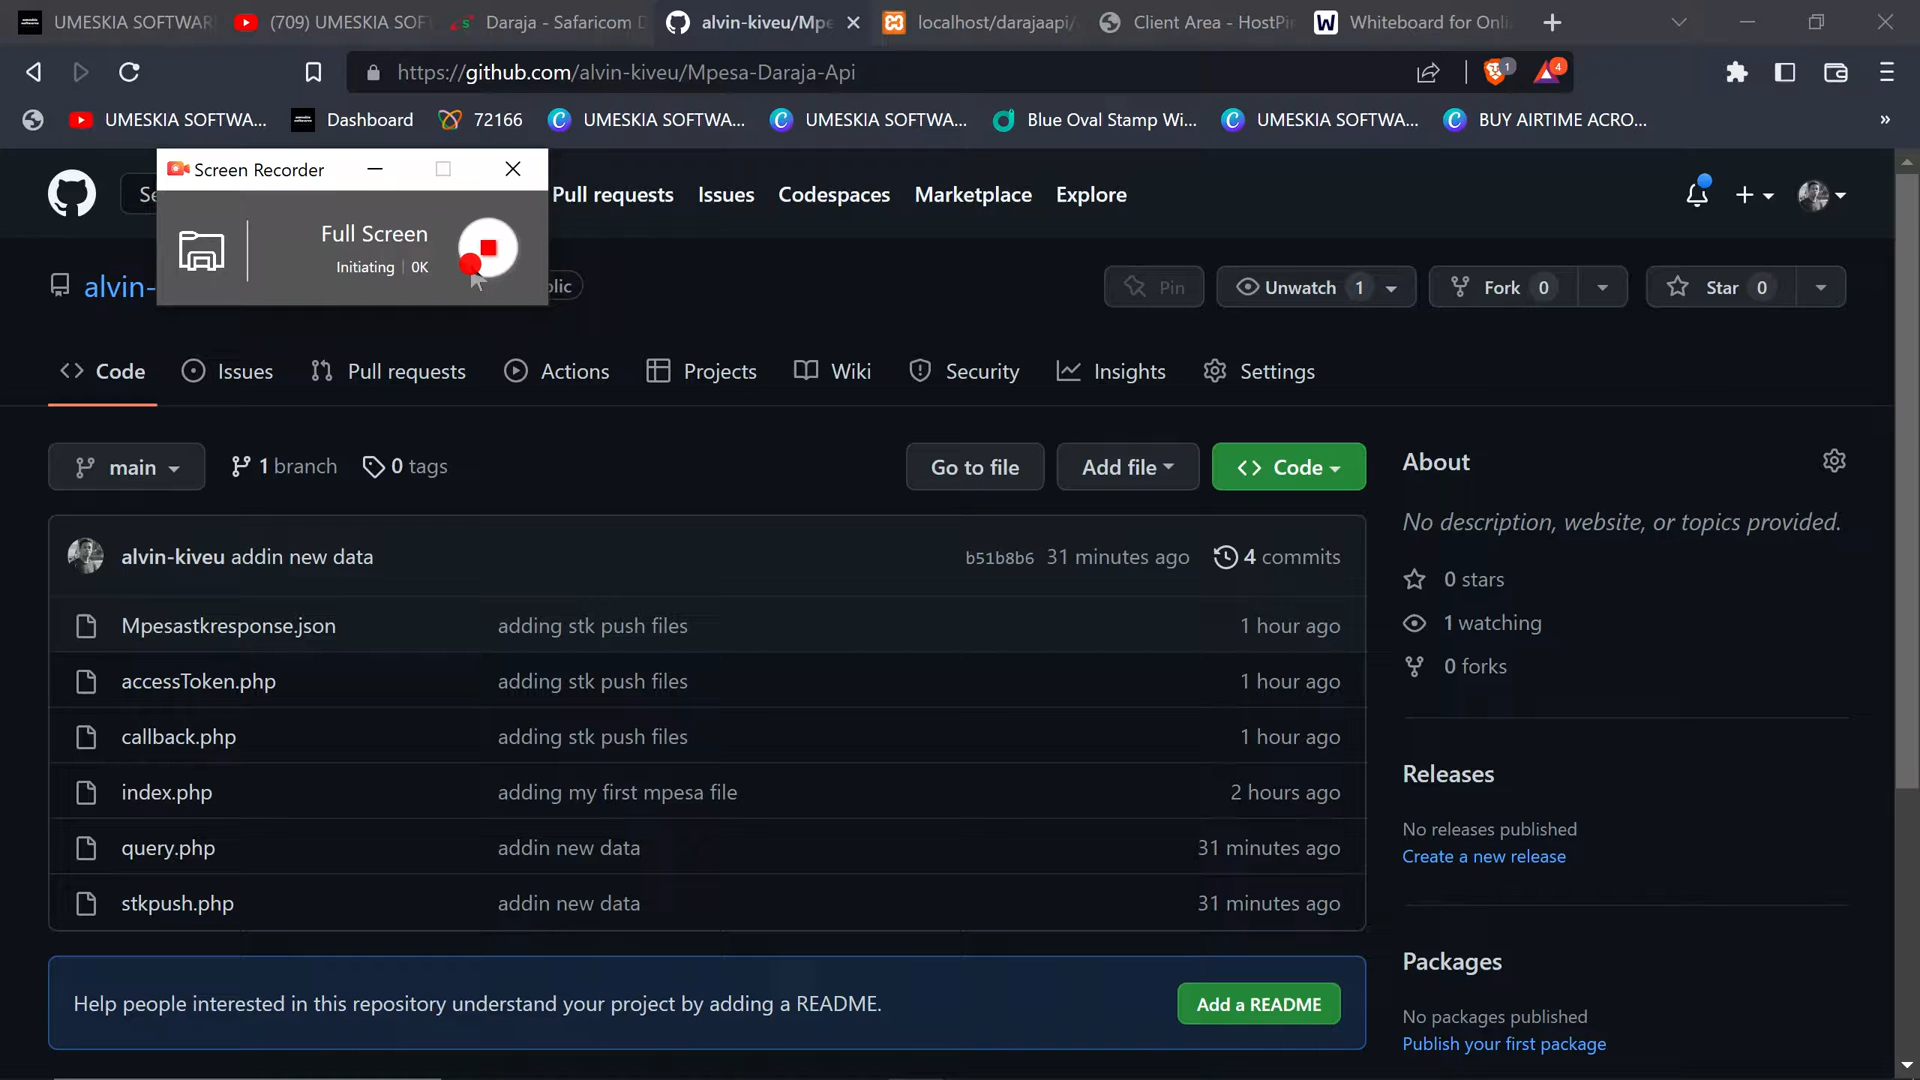 UMESKIA SOFTWAR
(709) UMESKIA SOF
Daraja - Safaricom D
alvin-kiveu/Mpe
localhost/darajaapi/
Client Area - HostPin
Whiteboard for Onli
https://github.com/alvin-kiveu/Mpesa-Daraja-Api
1
4
UMESKIA SOFTWA...
Dashboard
72166
UMESKIA SOFTWA...
UMESKIA SOFTWA...
Blue Oval Stamp Wi...
UMESKIA SOFTWA...
BUY AIRTIME ACRO...
Screen Recorder
Full Screen
Initiating | 0K
Se
Pull requests
Issues
Codespaces
Marketplace
Explore
alvin-
blic
Pin
Unwatch 1
Fork 0
Star 0
Code
Issues
Pull requests
Actions
Projects
Wiki
Security
Insights
Settings
main
1 branch
0 tags
Go to file
Add file
Code
About
No description, website, or topics provided.
alvin-kiveu addin new data
b51b8b6 31 minutes ago
4 commits
0 stars
1 watching
0 forks
Mpesastkresponse.json adding stk push files 1 hour ago
accessToken.php adding stk push files 1 hour ago
callback.php adding stk push files 1 hour ago
index.php adding my first mpesa file 2 hours ago
query.php addin new data 31 minutes ago
stkpush.php addin new data 31 minutes ago
Releases
No releases published
Create a new release
Help people interested in this repository understand your project by adding a README.
Add a README
Packages
No packages published
Publish your first package